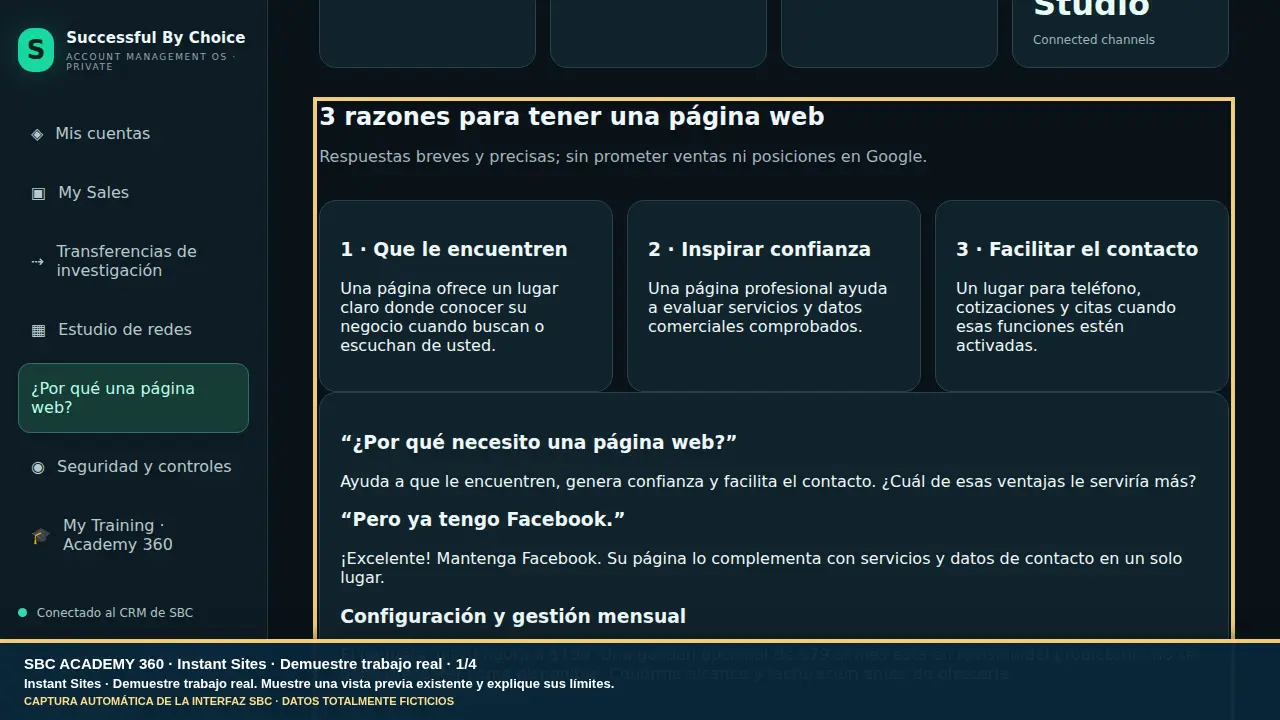 Successful By Choice
ACCOUNT MANAGEMENT OS ·
PRIVATE
Mis cuentas
My Sales
Transferencias de
investigación
Estudio de redes
¿Por qué una página
web?
Seguridad y controles
My Training ·
Academy 360
Conectado al CRM de SBC
Studio
Connected channels
3 razones para tener una página web
Respuestas breves y precisas; sin prometer ventas ni posiciones en Google.
1 · Que le encuentren
Una página ofrece un lugar
claro donde conocer su
negocio cuando buscan o
escuchan de usted.
2 · Inspirar confianza
Una página profesional ayuda
a evaluar servicios y datos
comerciales comprobados.
3 · Facilitar el contacto
Un lugar para teléfono,
cotizaciones y citas cuando
esas funciones estén
activadas.
“¿Por qué necesito una página web?”
Ayuda a que le encuentren, genera confianza y facilita el contacto. ¿Cuál de esas ventajas le serviría más?
“Pero ya tengo Facebook.”
¡Excelente! Mantenga Facebook. Su página lo complementa con servicios y datos de contacto en un solo
lugar.
Configuración y gestión mensual
SBC ACADEMY 360 · Instant Sites · Demuestre trabajo real · 1/4
Instant Sites · Demuestre trabajo real. Muestre una vista previa existente y explique sus límites.
CAPTURA AUTOMÁTICA DE LA INTERFAZ SBC · DATOS TOTALMENTE FICTICIOS